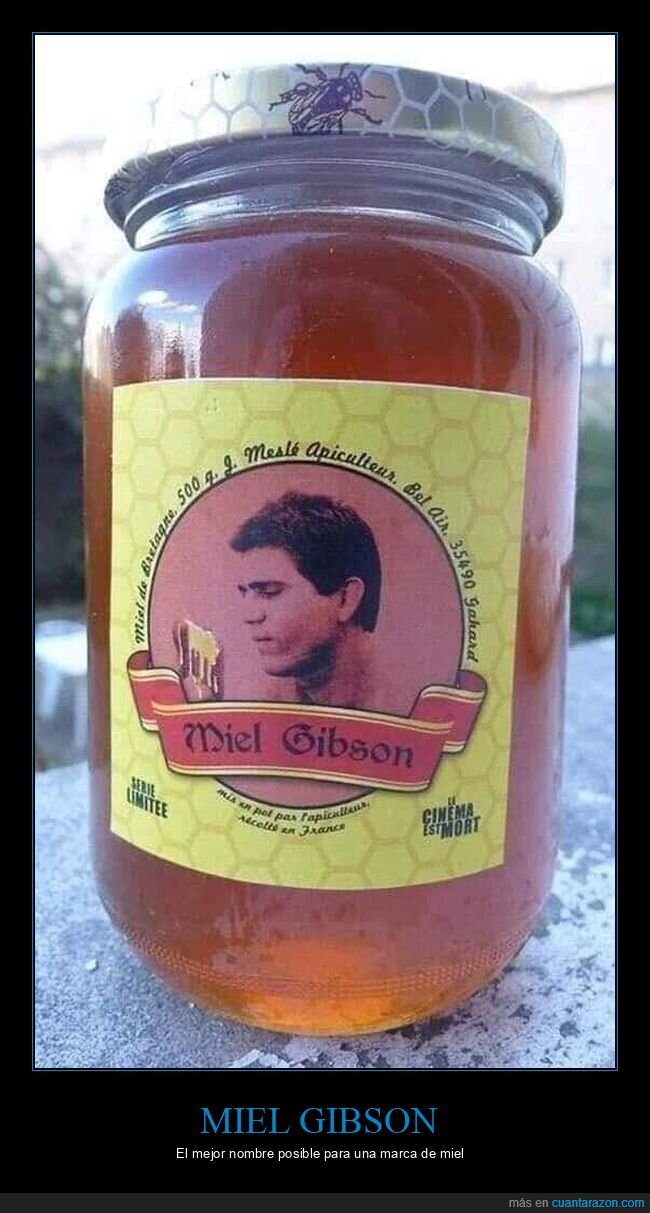 Miel de Bretagne, 500 g. J. Meslé Apiculteur, Bel Air, 35490 Gahard
Miel Gibson
SERIE
LIMITEE
mis en pot par l'apiculteur,
récolté en France
LE
CINEMA
EST MORT
MIEL GIBSON
El mejor nombre posible para una marca de miel
más en cuantarazon.com